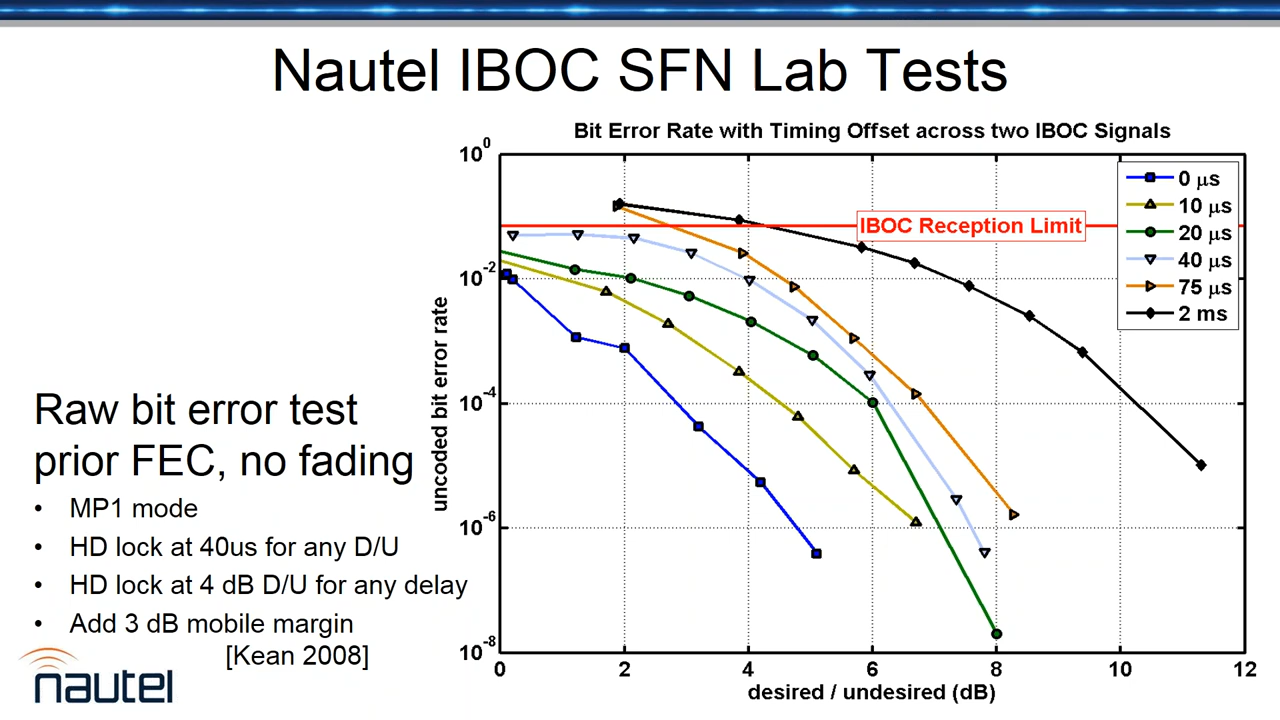 Nautel IBOC SFN Lab Tests
Bit Error Rate with Timing Offset across two IBOC Signals
10^0
10^-2
10^-4
10^-6
10^-8
uncoded bit error rate
IBOC Reception Limit
0 µs
10 µs
20 µs
40 µs
75 µs
2 ms
0 2 4 6 8 10 12
desired / undesired (dB)
Raw bit error test
prior FEC, no fading
• MP1 mode
• HD lock at 40us for any D/U
• HD lock at 4 dB D/U for any delay
• Add 3 dB mobile margin
[Kean 2008]
nautel